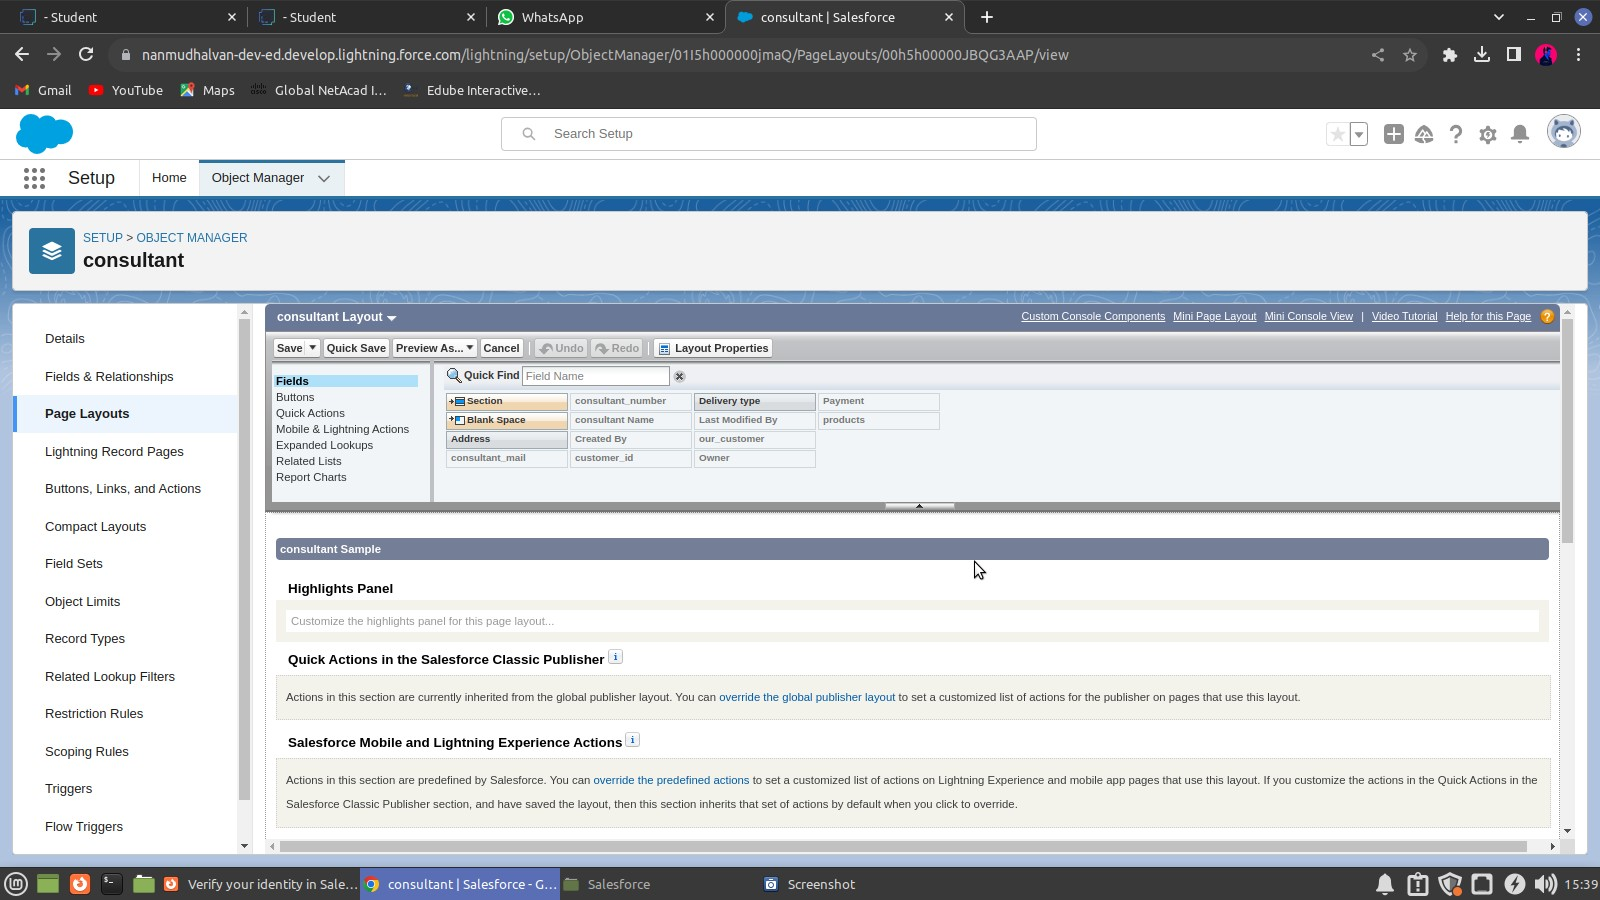 - Student
- Student
WhatsApp
consultant | Salesforce
nanmudhalvan-dev-ed.develop.lightning.force.com/lightning/setup/ObjectManager/01I5h000000jmaQ/PageLayouts/00h5h00000JBQG3AAP/view
Gmail YouTube Maps Global NetAcad I... Edube Interactive...
Search Setup
Setup Home Object Manager
SETUP > OBJECT MANAGER
consultant
Details
Fields & Relationships
Page Layouts
Lightning Record Pages
Buttons, Links, and Actions
Compact Layouts
Field Sets
Object Limits
Record Types
Related Lookup Filters
Restriction Rules
Scoping Rules
Triggers
Flow Triggers
consultant Layout
Custom Console Components Mini Page Layout Mini Console View | Video Tutorial Help for this Page
Save Quick Save Preview As... Cancel Undo Redo Layout Properties
Fields
Buttons
Quick Actions
Mobile & Lightning Actions
Expanded Lookups
Related Lists
Report Charts
Quick Find Field Name
Section consultant_number Delivery type Payment
Blank Space consultant Name Last Modified By products
Address Created By our_customer
consultant_mail customer_id Owner
consultant Sample
Highlights Panel
Customize the highlights panel for this page layout...
Quick Actions in the Salesforce Classic Publisher
Actions in this section are currently inherited from the global publisher layout. You can override the global publisher layout to set a customized list of actions for the publisher on pages that use this layout.
Salesforce Mobile and Lightning Experience Actions
Actions in this section are predefined by Salesforce. You can override the predefined actions to set a customized list of actions on Lightning Experience and mobile app pages that use this layout. If you customize the actions in the Quick Actions in the
Salesforce Classic Publisher section, and have saved the layout, then this section inherits that set of actions by default when you click to override.
Verify your identity in Sale... consultant | Salesforce - G... Salesforce Screenshot 15:39